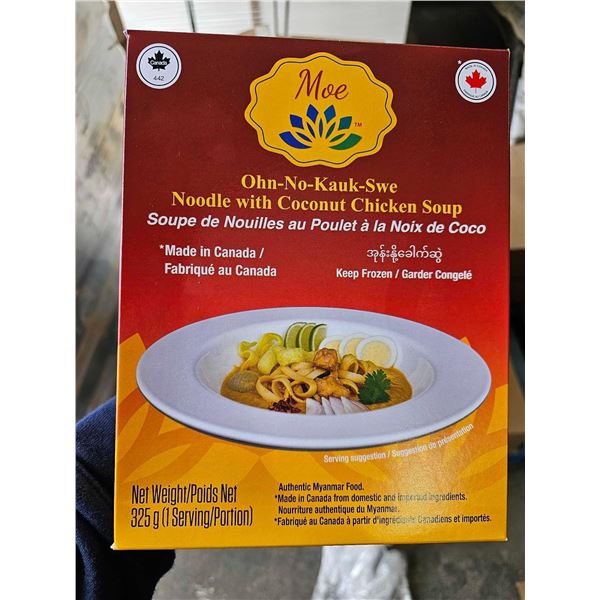 Canada
442
Moe
TM
*
Ohn-No-Kauk-Swe
Noodle with Coconut Chicken Soup
Soupe de Nouilles au Poulet à la Noix de Coco
*Made in Canada /
Fabriqué au Canada
အုန်းနို့ခေါက်ဆွဲ
Keep Frozen / Garder Congelé
Serving suggestion / Suggestion de présentation
Net Weight/Poids Net
325 g (1 Serving/Portion)
Authentic Myanmar Food.
*Made in Canada from domestic and imported ingredients.
Nourriture authentique du Myanmar.
*Fabriqué au Canada à partir d'ingrédients Canadiens et importés.